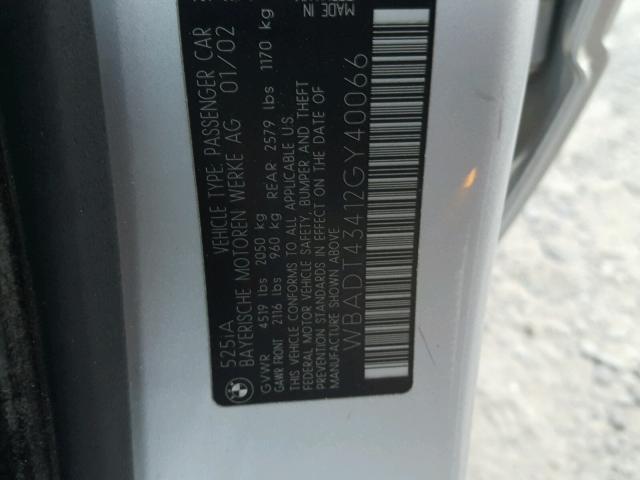 MADE IN
525iA VEHICLE TYPE, PASSENGER CAR
BAYERISCHE MOTOREN WERKE AG 01/02
GVWR 4519 lbs 2050 kg
GAWR FRONT 2116 lbs 960 kg REAR 2579 lbs 1170 kg
THIS VEHICLE CONFORMS TO ALL APPLICABLE U.S.
FEDERAL MOTOR VEHICLE SAFETY, BUMPER AND THEFT
PREVENTION STANDARDS IN EFFECT ON THE DATE OF
MANUFACTURE SHOWN ABOVE.
WBADT43412GY40066